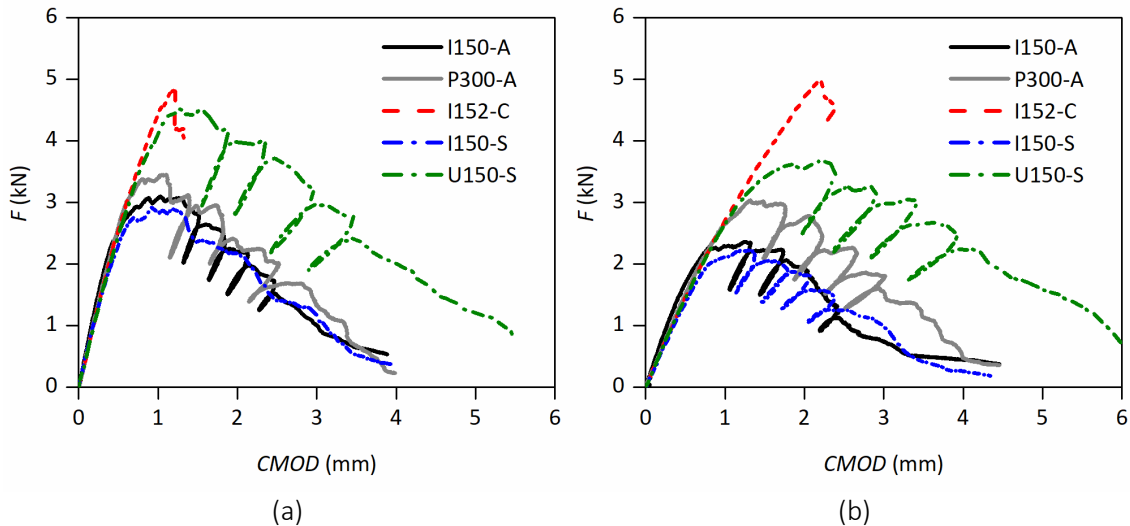 6
5
4
3
2
1
0
F (kN)
0 1 2 3 4 5 6
CMOD (mm)
I150-A
P300-A
I152-C
I150-S
U150-S
(a)
6
5
4
3
2
1
0
F (kN)
0 1 2 3 4 5 6
CMOD (mm)
I150-A
P300-A
I152-C
I150-S
U150-S
(b)